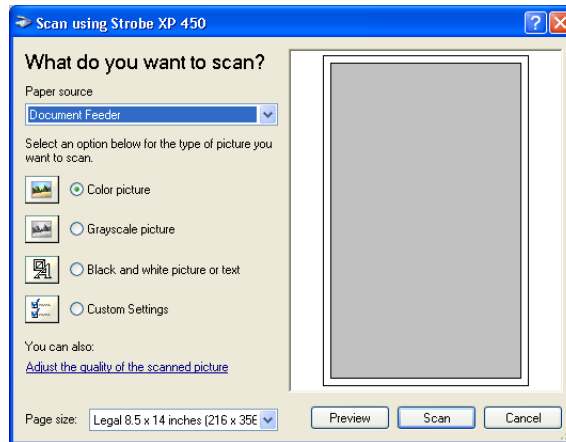 Scan using Strobe XP 450
What do you want to scan?
Paper source
Document Feeder
Select an option below for the type of picture you
want to scan.
Color picture
Grayscale picture
Black and white picture or text
Custom Settings
You can also:
Adjust the quality of the scanned picture
Page size: Legal 8.5 x 14 inches (216 x 356
Preview Scan Cancel